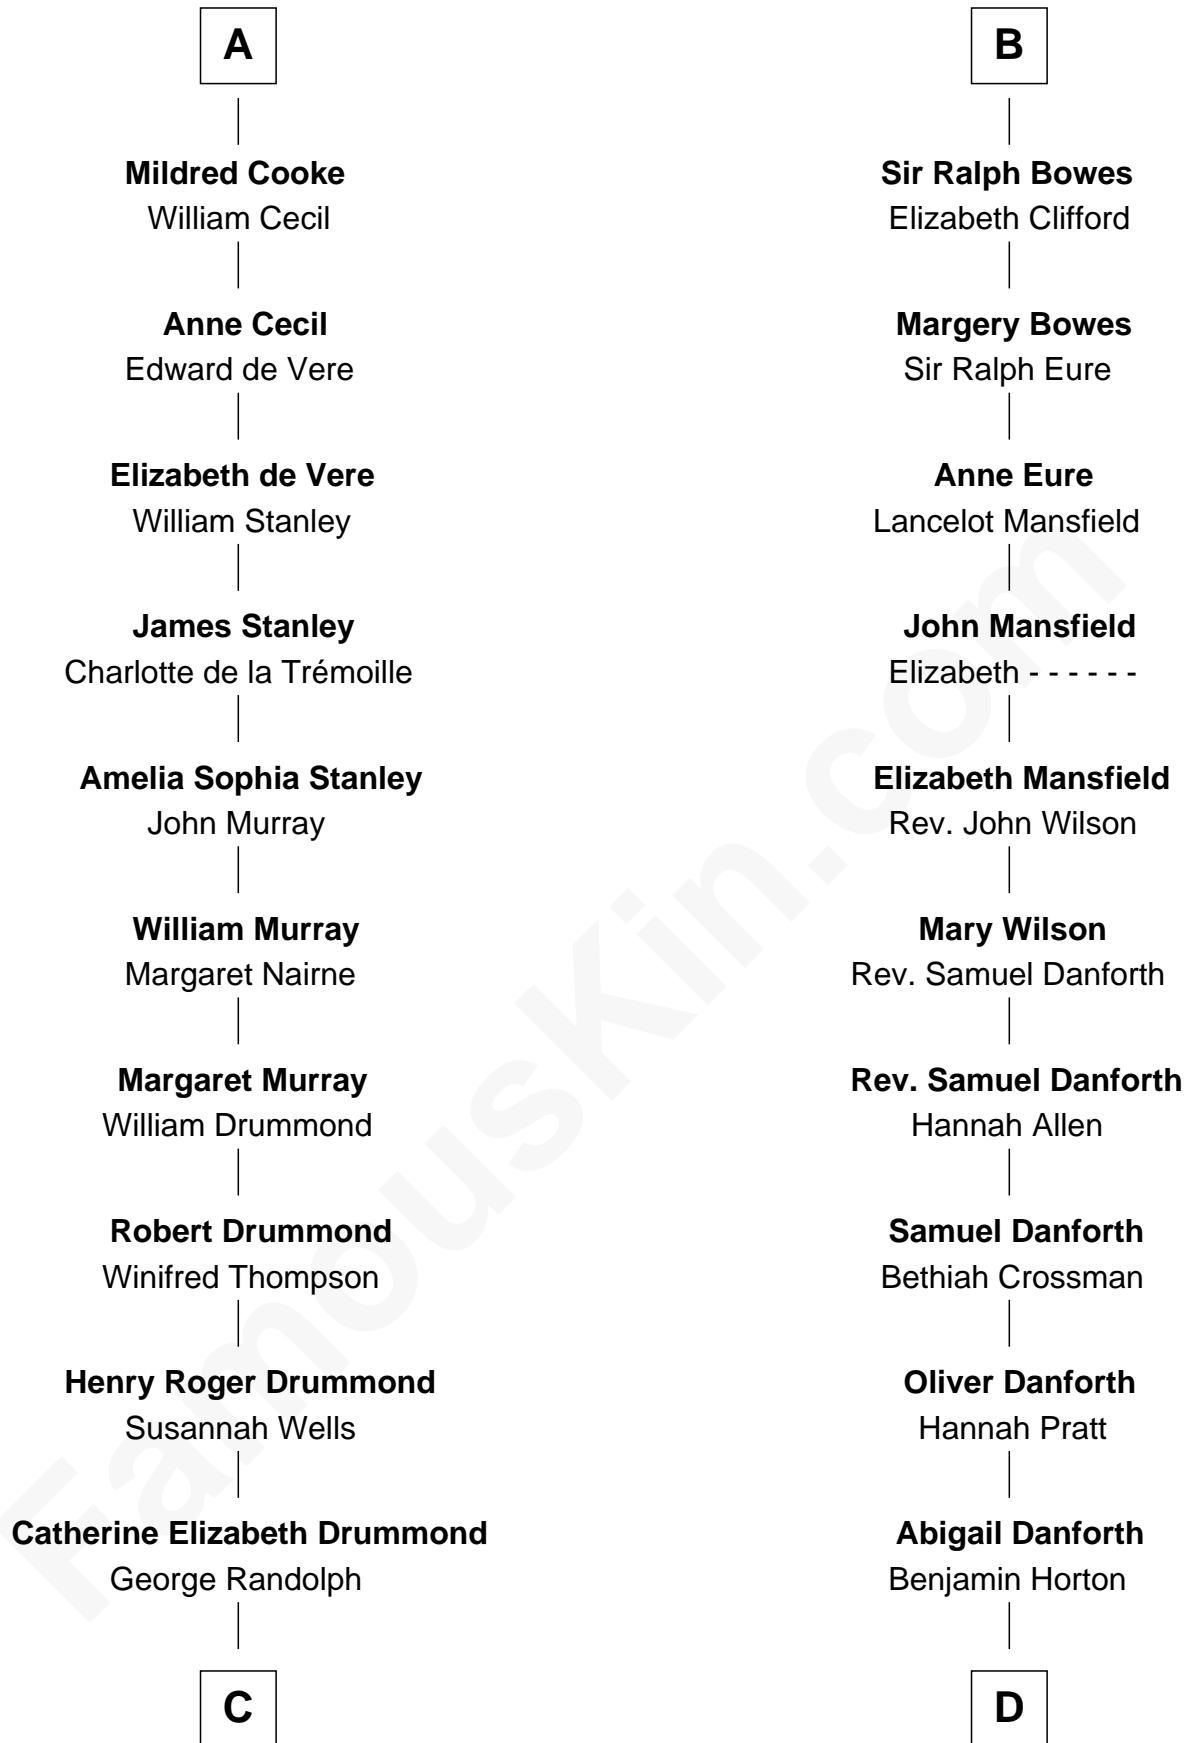 A
Mildred Cooke
William Cecil
Anne Cecil
Edward de Vere
Elizabeth de Vere
William Stanley
James Stanley
Charlotte de la Trémoille
Amelia Sophia Stanley
John Murray
William Murray
Margaret Nairne
Margaret Murray
William Drummond
Robert Drummond
Winifred Thompson
Henry Roger Drummond
Susannah Wells
Catherine Elizabeth Drummond
George Randolph
C
B
Sir Ralph Bowes
Elizabeth Clifford
Margery Bowes
Sir Ralph Eure
Anne Eure
Lancelot Mansfield
John Mansfield
Elizabeth - - - - - -
Elizabeth Mansfield
Rev. John Wilson
Mary Wilson
Rev. Samuel Danforth
Rev. Samuel Danforth
Hannah Allen
Samuel Danforth
Bethiah Crossman
Oliver Danforth
Hannah Pratt
Abigail Danforth
Benjamin Horton
D
FamousKin.com